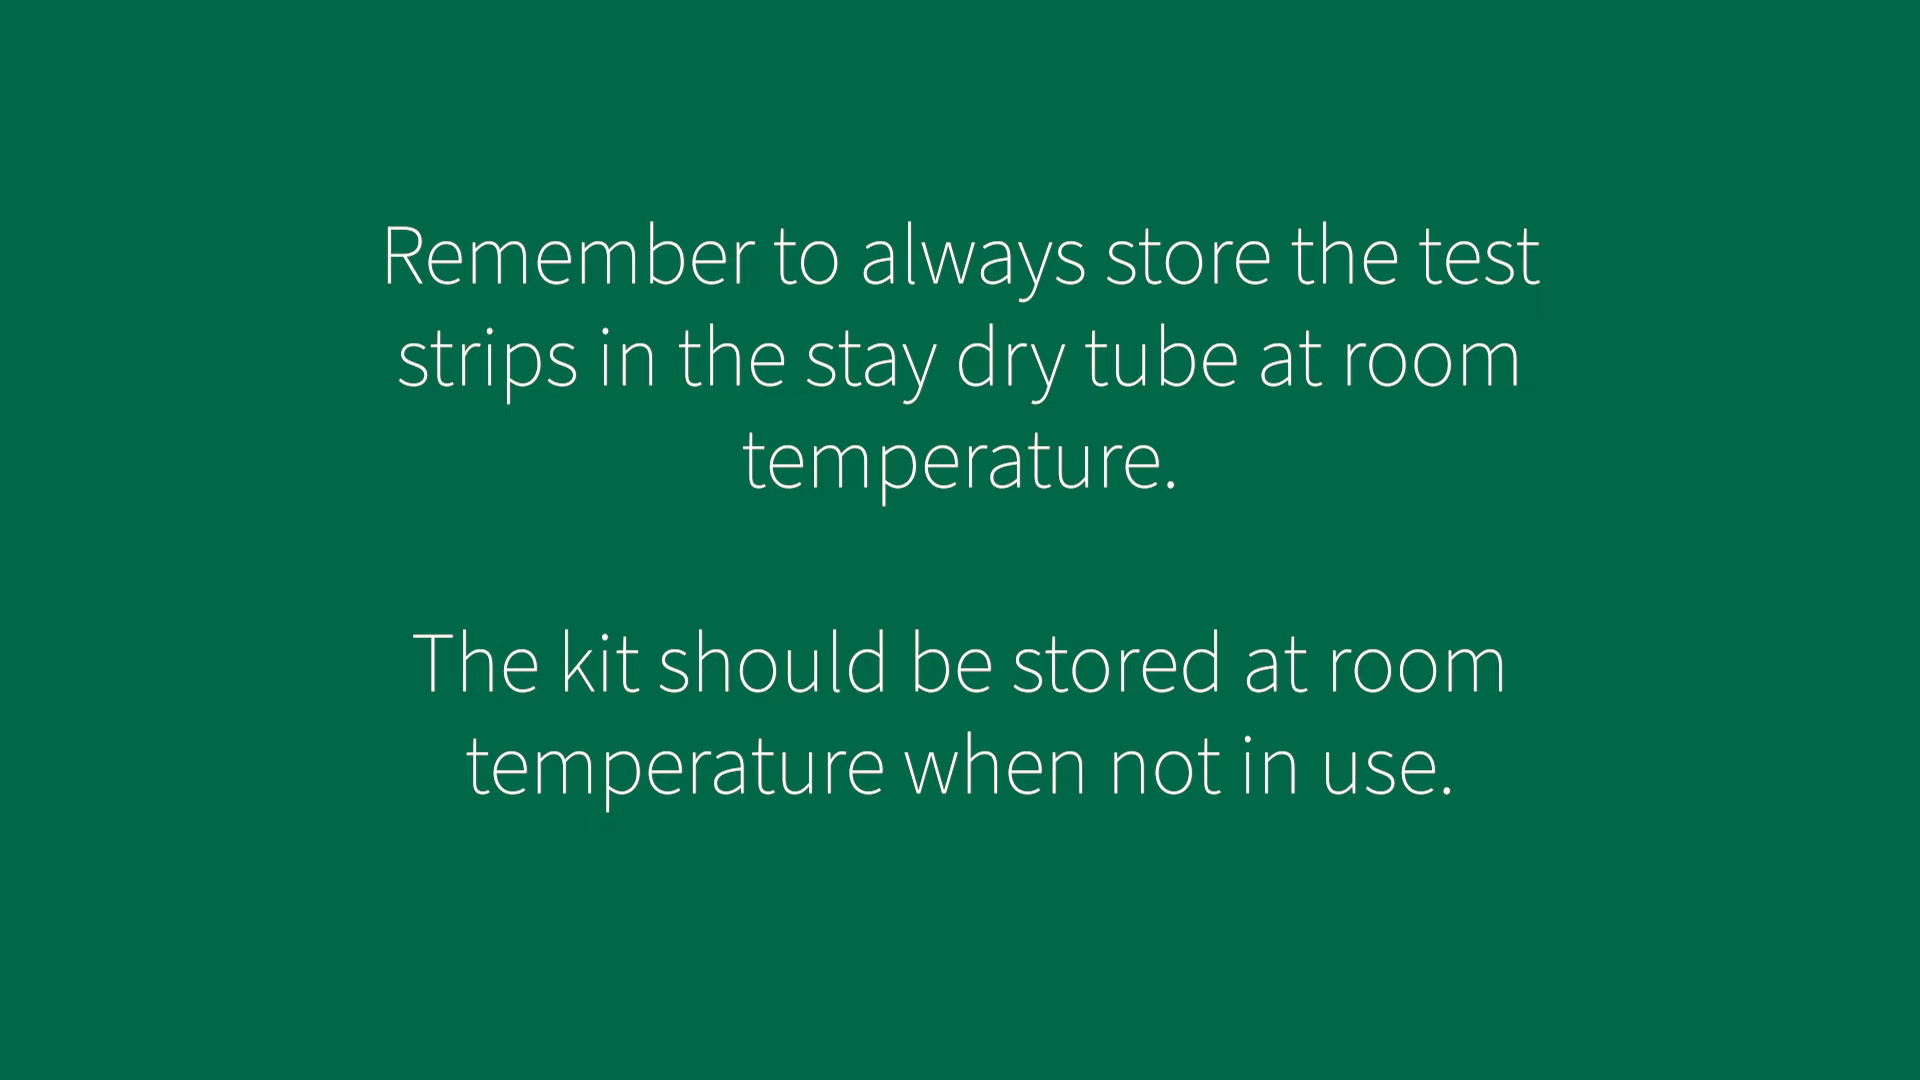 Remember to always store the test
strips in the stay dry tube at room
temperature.
The kit should be stored at room
temperature when not in use.